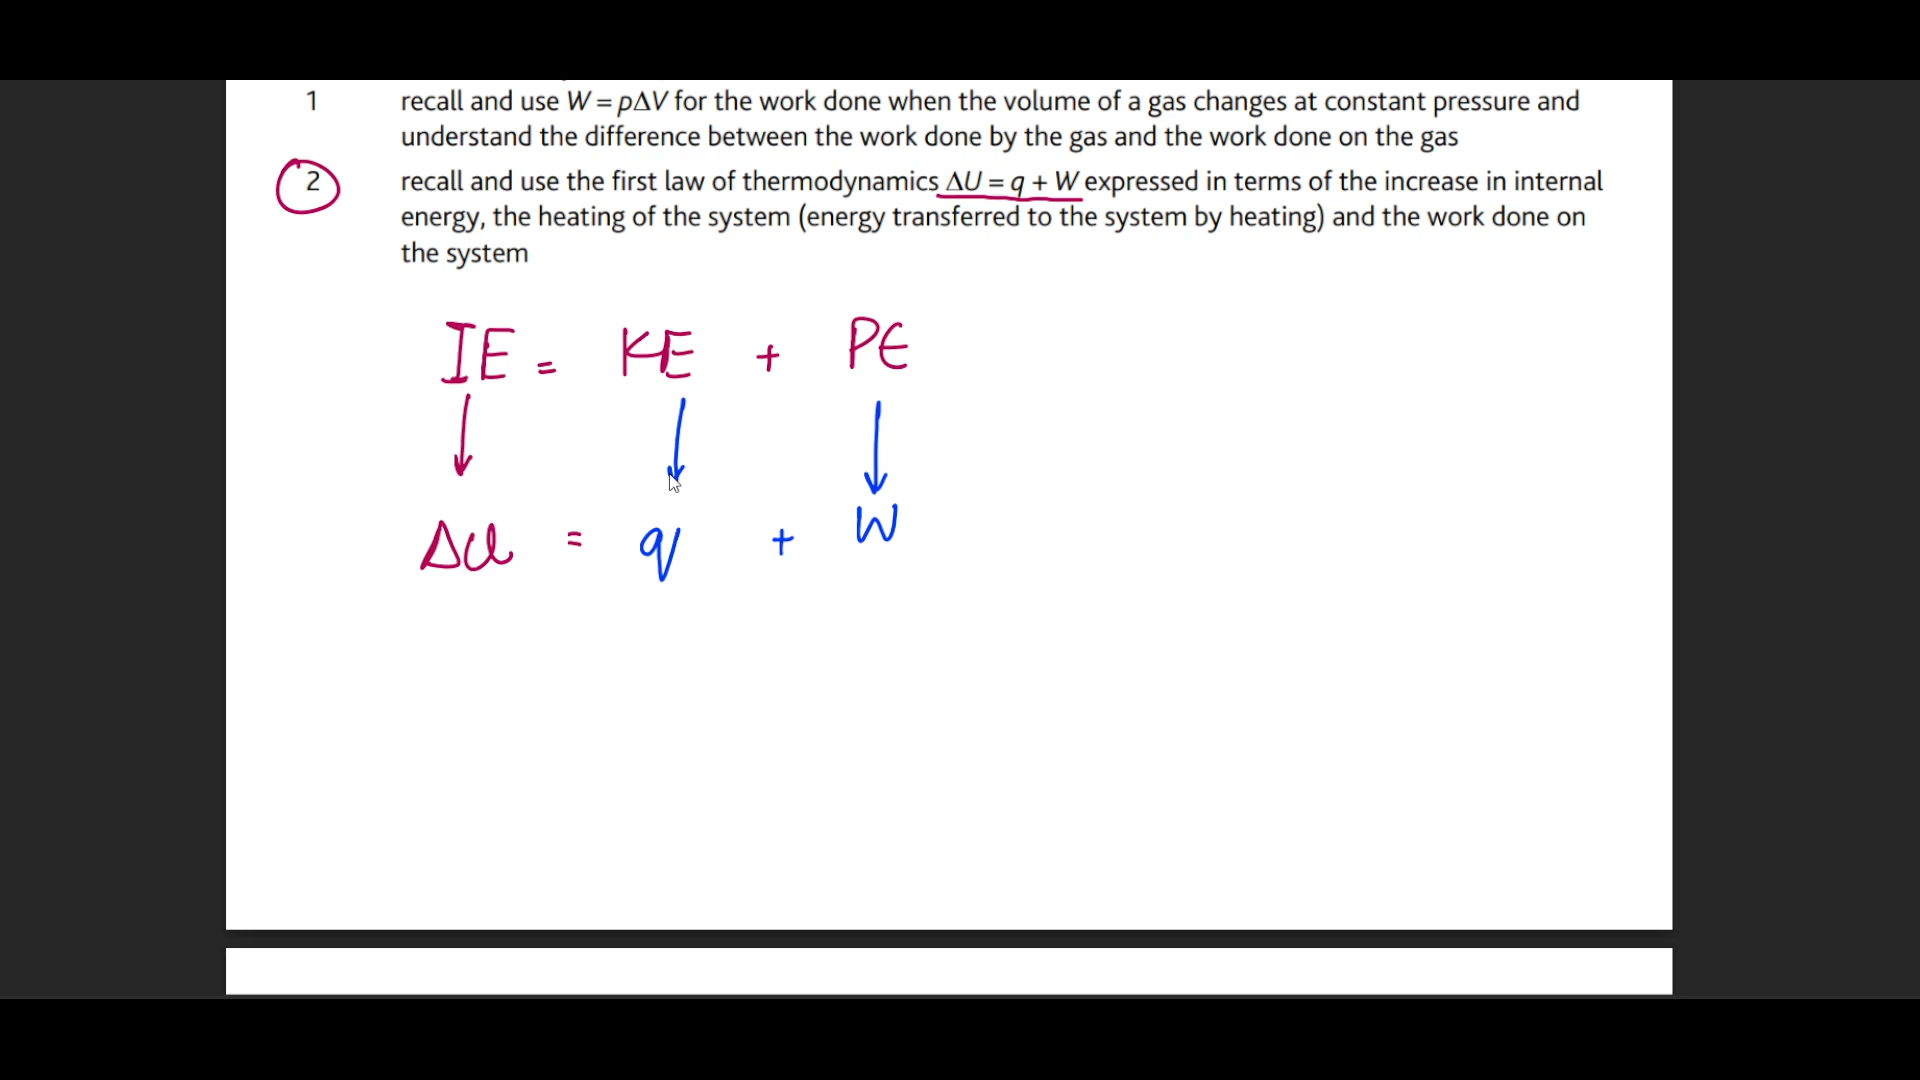 1 recall and use W = pΔV for the work done when the volume of a gas changes at constant pressure and
understand the difference between the work done by the gas and the work done on the gas
2 recall and use the first law of thermodynamics ΔU = q + W expressed in terms of the increase in internal
energy, the heating of the system (energy transferred to the system by heating) and the work done on
the system
IE = KE + PE
ΔU = q + W